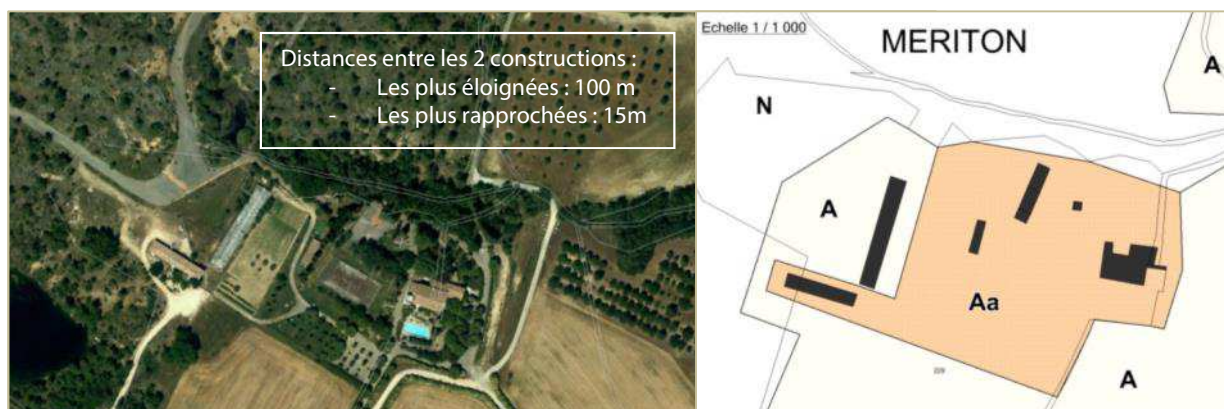 Distances entre les 2 constructions :
- Les plus éloignées : 100 m
- Les plus rapprochées : 15m
Echelle 1 / 1 000
MERITON
A
N
A
Aa
A